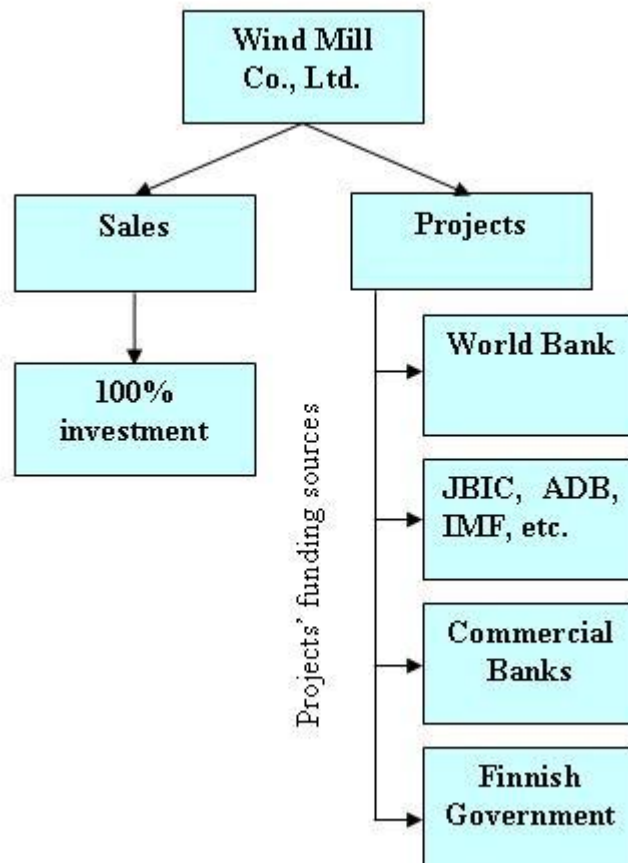 Wind Mill
Co., Ltd.
Sales
Projects
100%
investment
Projects' funding sources
World Bank
JBIC, ADB,
IMF, etc.
Commercial
Banks
Finnish
Government